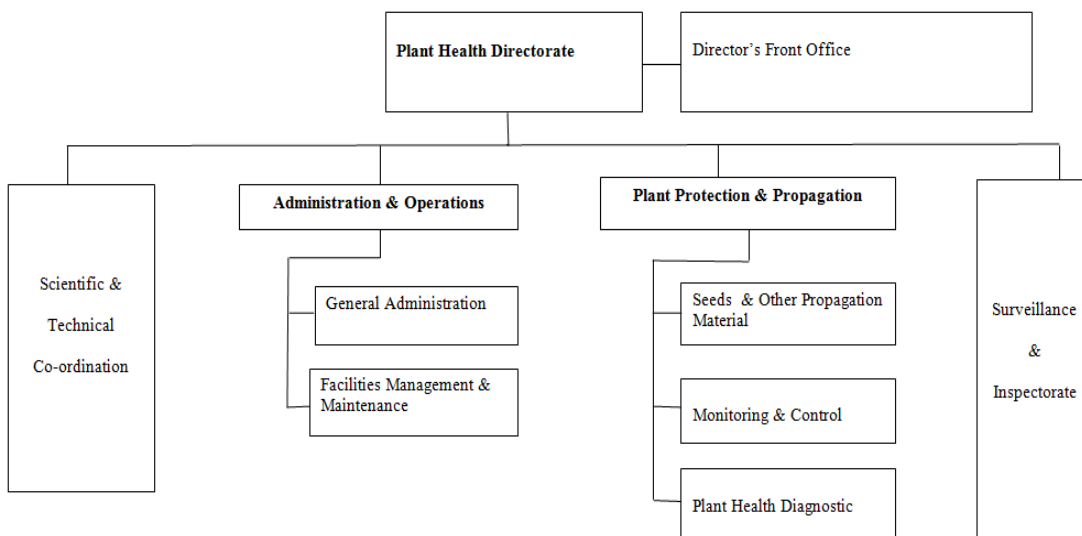 Plant Health Directorate
Director's Front Office
Scientific &
Technical
Co-ordination
Administration & Operations
General Administration
Facilities Management &
Maintenance
Plant Protection & Propagation
Seeds & Other Propagation
Material
Monitoring & Control
Plant Health Diagnostic
Surveillance
&
Inspectorate